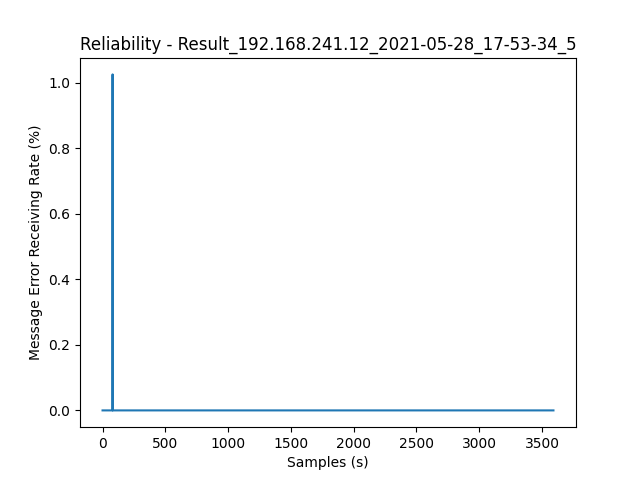 Reliability - Result_192.168.241.12_2021-05-28_17-53-34_5
Message Error Receiving Rate (%)
1.0
0.8
0.6
0.4
0.2
0.0
0 500 1000 1500 2000 2500 3000 3500
Samples (s)